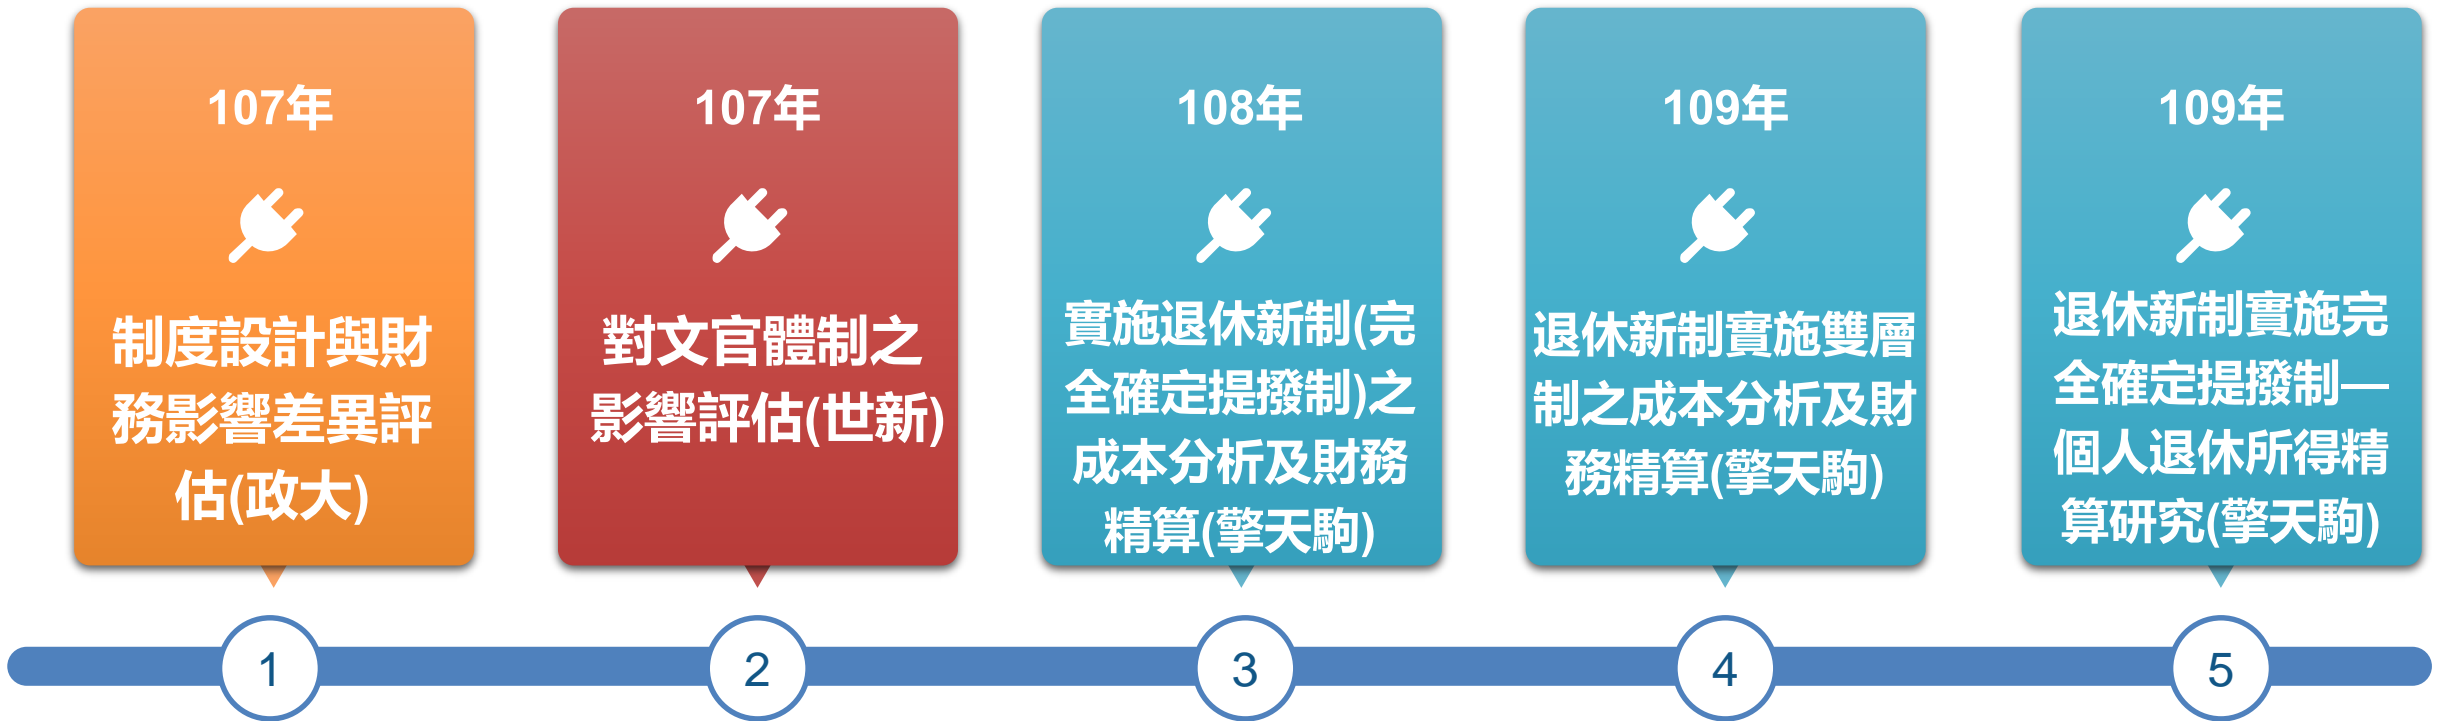 107年
制度設計與財
務影響差異評
估(政大)
107年
對文官體制之
影響評估(世新)
108年
實施退休新制(完
全確定提撥制)之
成本分析及財務
精算(擎天駒)
109年
退休新制實施雙層
制之成本分析及財
務精算(擎天駒)
109年
退休新制實施完
全確定提撥制—
個人退休所得精
算研究(擎天駒)
1
2
3
4
5